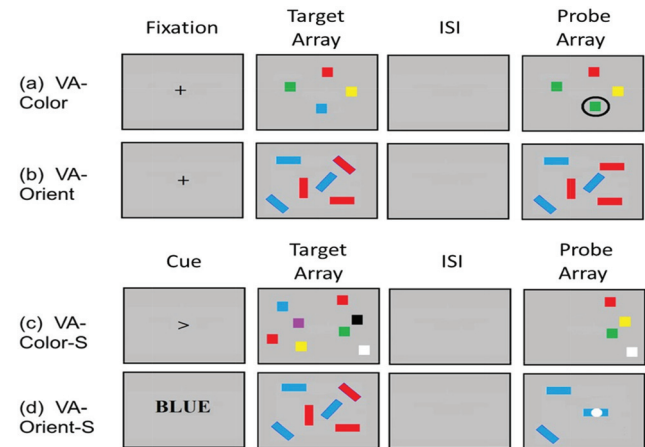 Fixation Target Array ISI Probe Array
(a) VA-Color
+
(b) VA-Orient
+
Cue Target Array ISI Probe Array
(c) VA-Color-S
>
(d) VA-Orient-S
BLUE